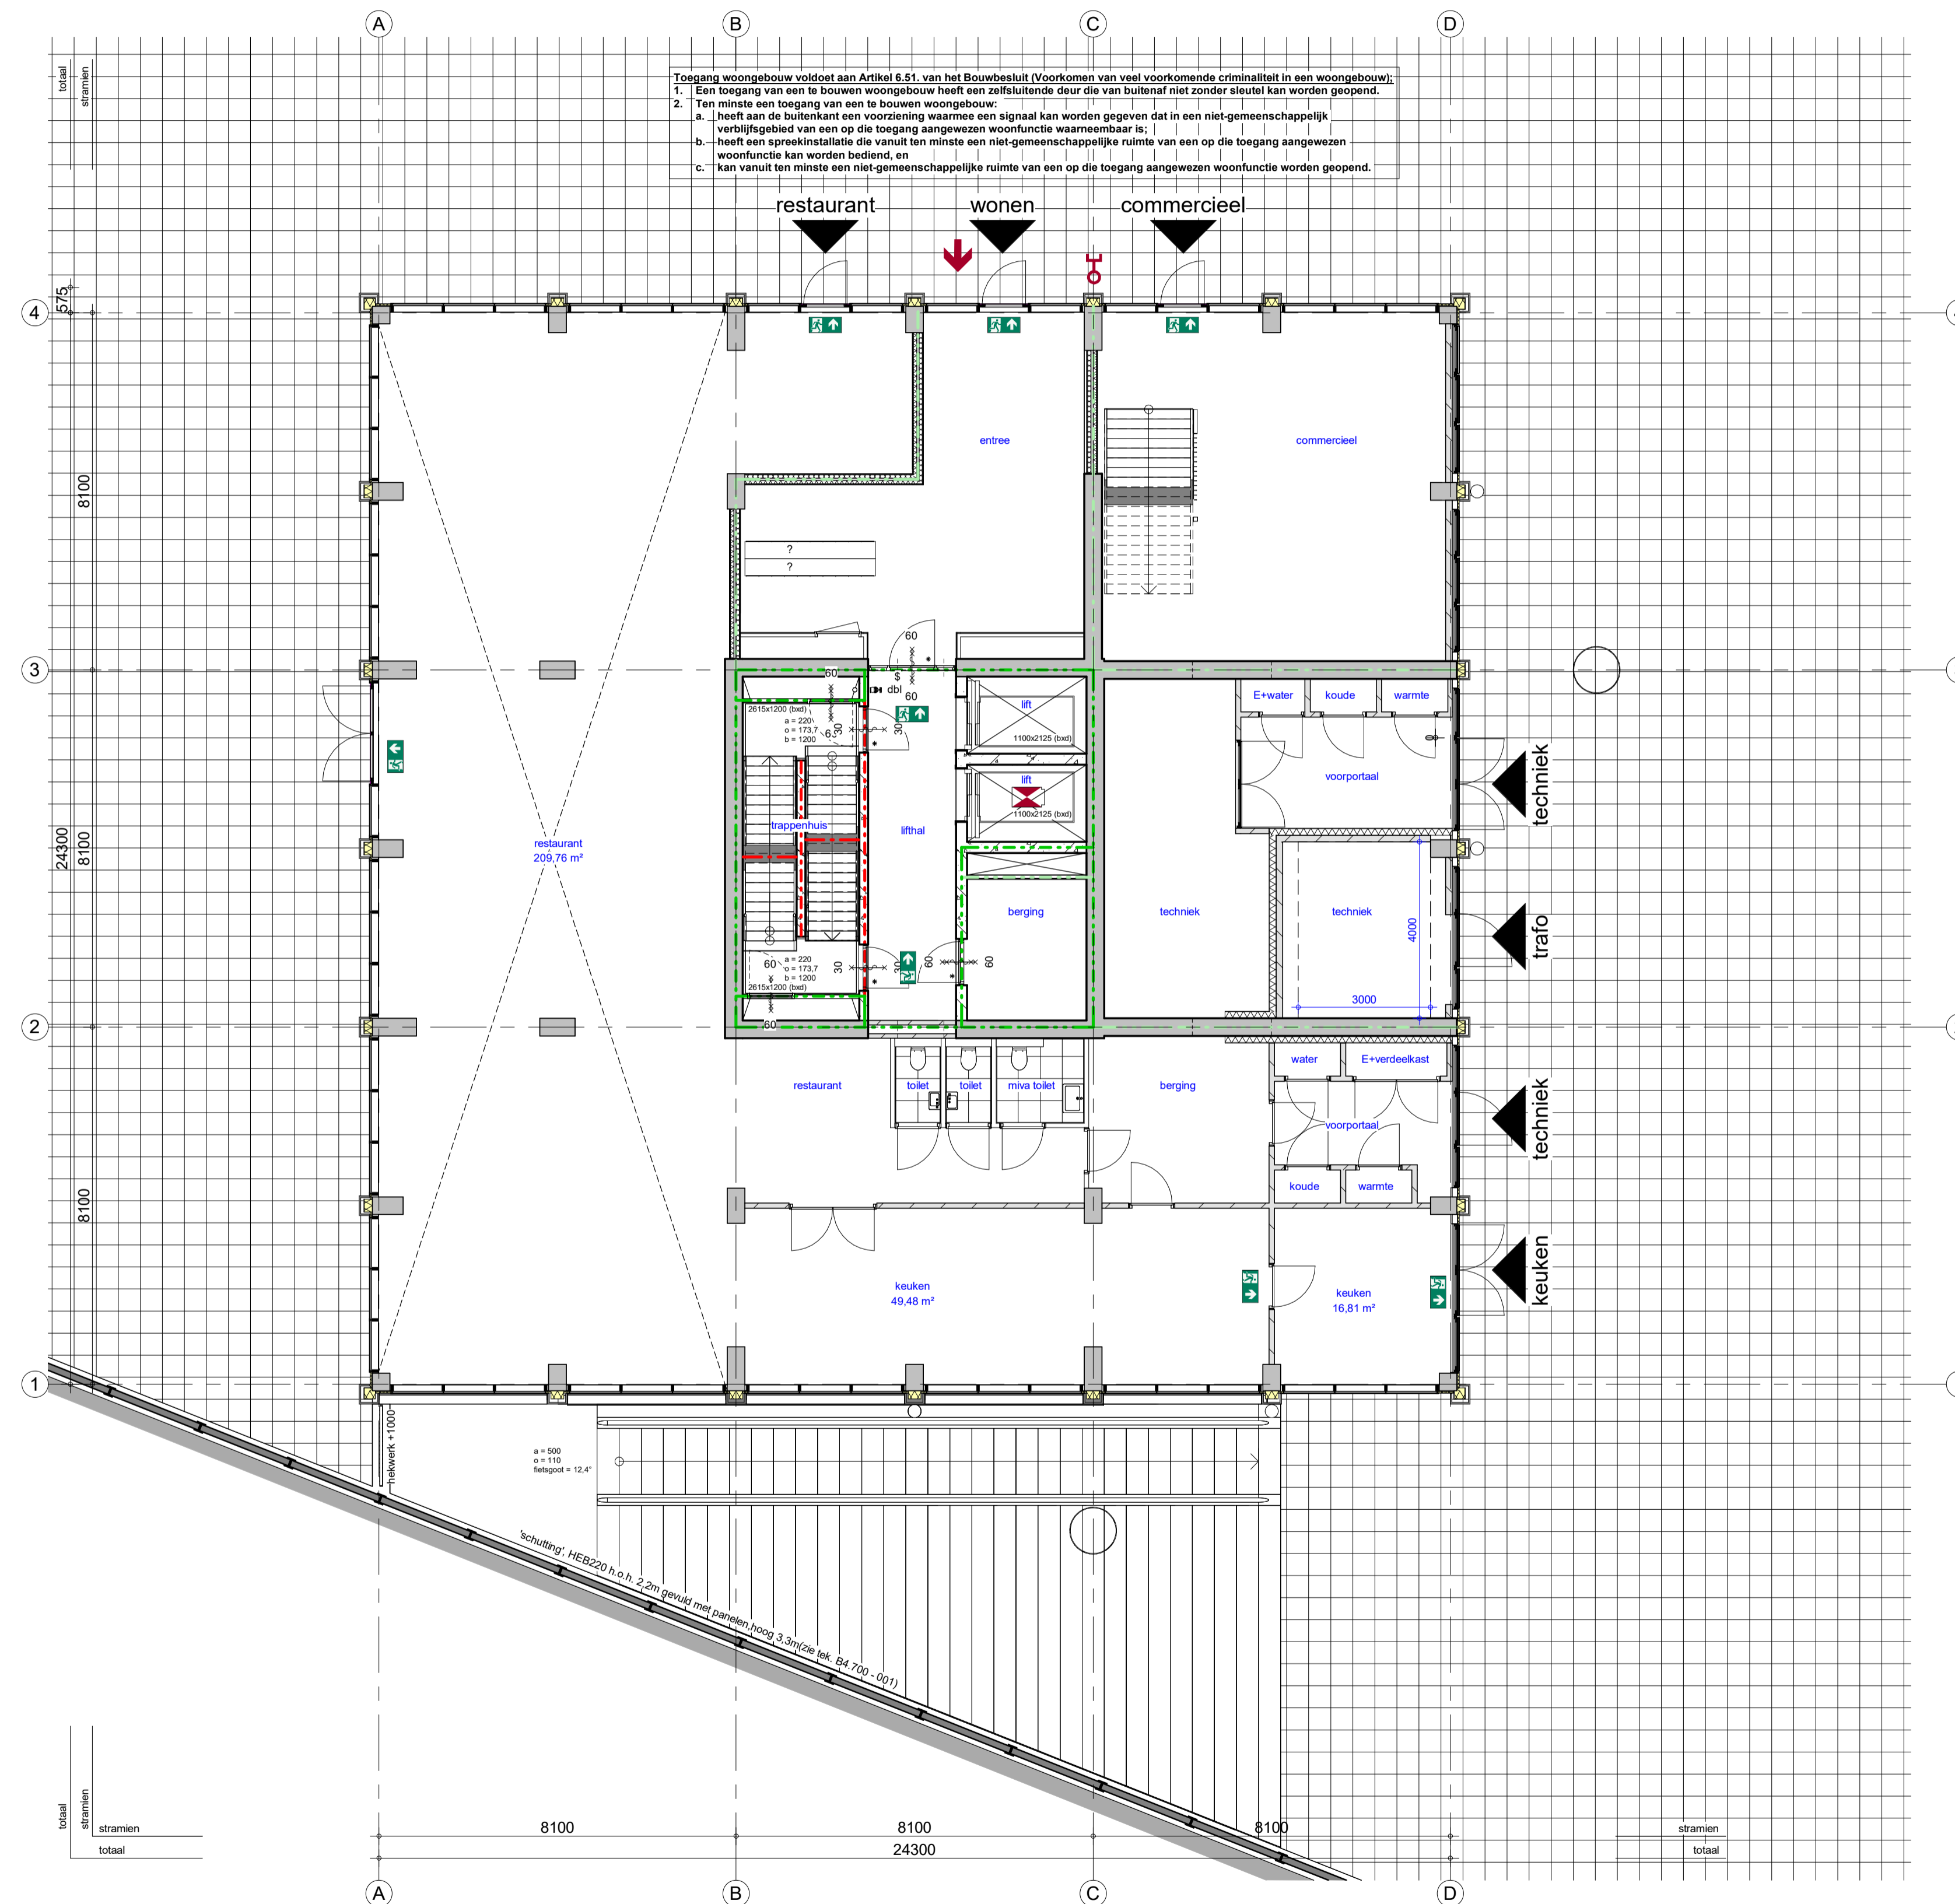 A
B
C
D
totaal
stramien
Toegang woongebouw voldoet aan Artikel 6.51. van het Bouwbesluit (Voorkomen van veel voorkomende criminaliteit in een woongebouw);
1. Een toegang van een te bouwen woongebouw heeft een zelfsluitende deur die van buitenaf niet zonder sleutel kan worden geopend.
2. Ten minste een toegang van een te bouwen woongebouw:
a. heeft aan de buitenkant een voorziening waarmee een signaal kan worden gegeven dat in een niet-gemeenschappelijk
verblijfsgebied van een op die toegang aangewezen woonfunctie waarneembaar is;
b. heeft een spreekinstallatie die vanuit ten minste een niet-gemeenschappelijke ruimte van een op die toegang aangewezen
woonfunctie kan worden bediend, en
c. kan vanuit ten minste een niet-gemeenschappelijke ruimte van een op die toegang aangewezen woonfunctie worden geopend.
restaurant
wonen
commercieel
575
4
8100
entree
commercieel
?
?
60
3
60
$
dbl
60
2615x1200 (bxd)
a = 220
o = 173,7
b = 1200
30
30
lift
1100x2125 (bxd)
E+water
koude
warmte
voorportaal
techniek
lift
1100x2125 (bxd)
trappenhuis
lifthal
restaurant
209,76 m²
24300
8100
berging
techniek
techniek
4000
trafo
60
a = 220
o = 173,7
b = 1200
2615x1200 (bxd)
30
30
60
60
3000
2
60
restaurant
toilet
toilet
miva toilet
berging
water
E+verdeelkast
voorportaal
techniek
koude
warmte
8100
keuken
49,48 m²
keuken
16,81 m²
keuken
1
hekwerk +1000
a = 500
o = 110
fietsgoot = 12,4°
'schutting', HEB220 h.o.h. 2,2m gevuld met panelen,hoog 3,3m(zie tek. B4.700 - 001)
totaal
stramien
stramien
totaal
8100
8100
8100
24300
stramien
totaal
A
B
C
D